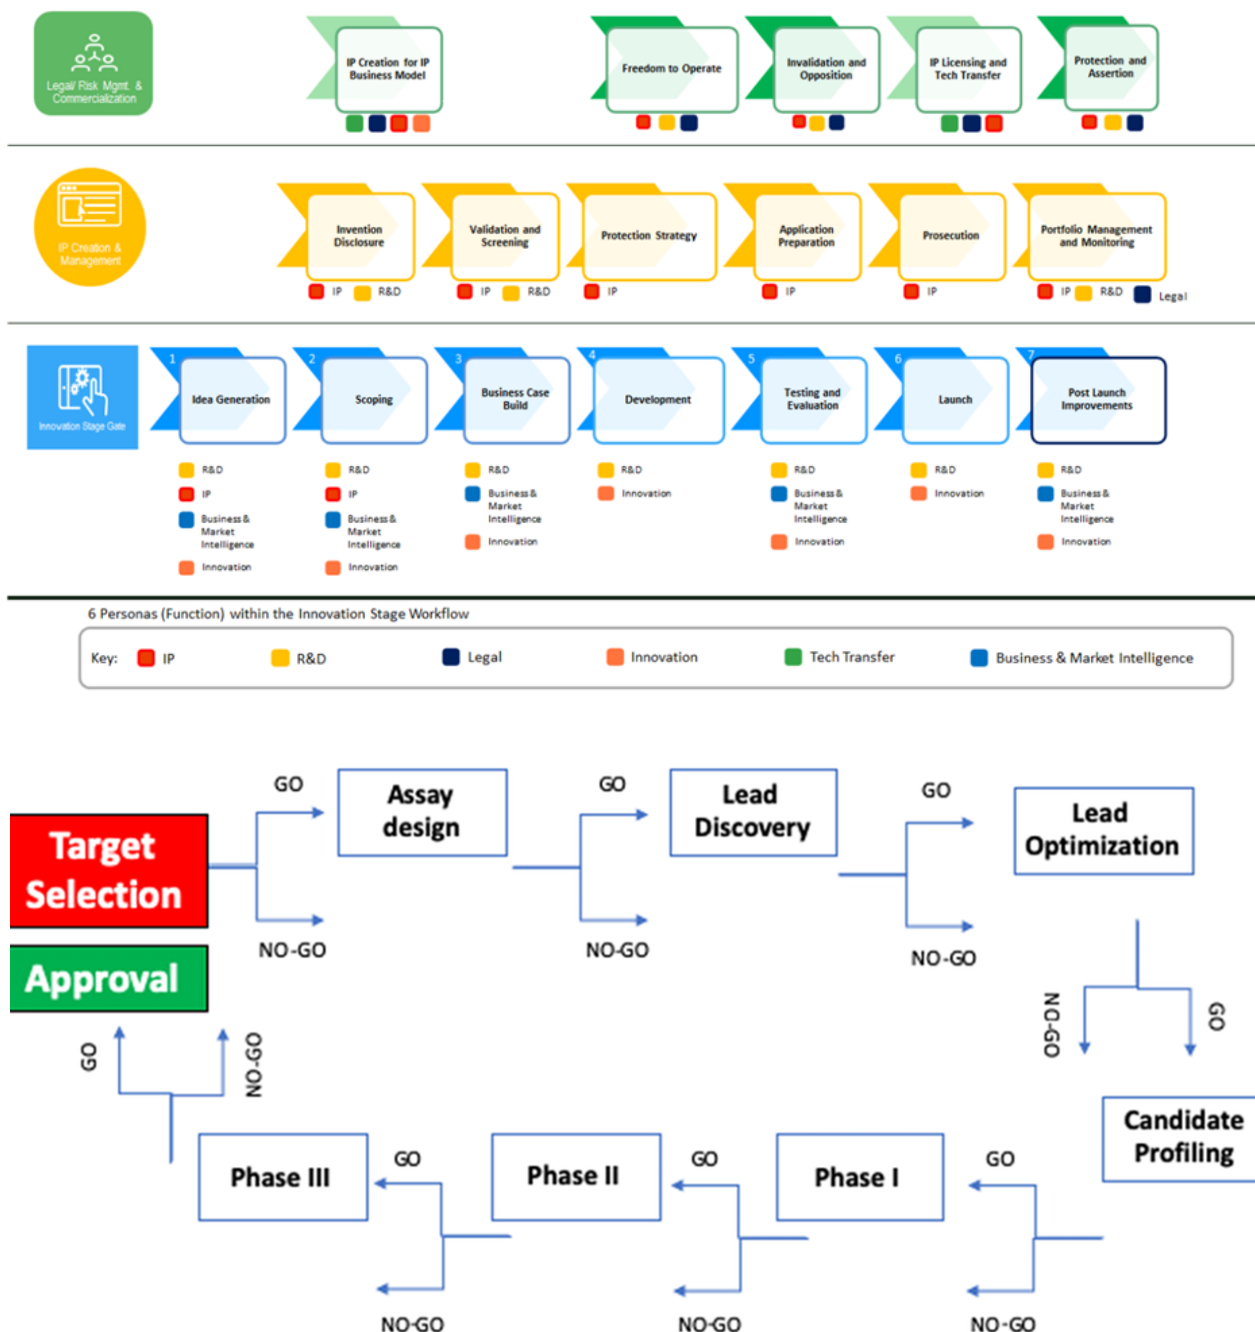 Legal/ Risk Mgmt. &
Commercialization
IP Creation for IP
Business Model
Freedom to Operate
Invalidation and
Opposition
IP Licensing and
Tech Transfer
Protection and
Assertion
IP Creation &
Management
Invention
Disclosure
Validation and
Screening
Protection Strategy
Application
Preparation
Prosecution
Portfolio Management
and Monitoring
IP
R&D
IP
R&D
IP
IP
IP
IP
R&D
Legal
Innovation Stage Gate
1
Idea Generation
2
Scoping
3
Business Case
Build
4
Development
5
Testing and
Evaluation
6
Launch
7
Post Launch
Improvements
R&D
IP
Business &
Market
Intelligence
Innovation
R&D
IP
Business &
Market
Intelligence
Innovation
R&D
Business &
Market
Intelligence
Innovation
R&D
Innovation
R&D
Business &
Market
Intelligence
Innovation
R&D
Innovation
R&D
Business &
Market
Intelligence
Innovation
6 Personas (Function) within the Innovation Stage Workflow
Key: IP R&D Legal Innovation Tech Transfer Business & Market Intelligence
Target
Selection
GO
NO-GO
Assay
design
GO
NO-GO
Lead
Discovery
GO
NO-GO
Lead
Optimization
NO-GO
GO
Candidate
Profiling
GO
NO-GO
Phase I
GO
NO-GO
Phase II
GO
NO-GO
Phase III
GO
NO-GO
Approval